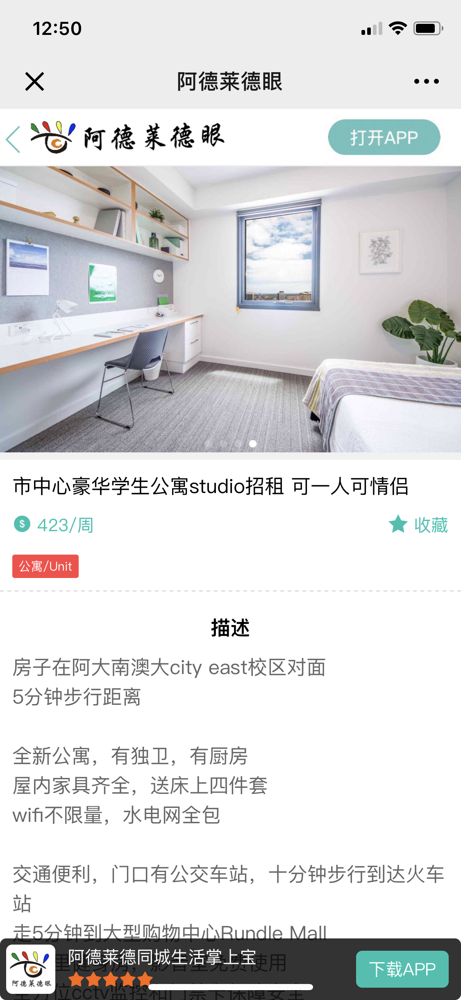 12:50
阿德莱德眼
阿德莱德眼
打开APP
市中心豪华学生公寓studio招租 可一人可情侣
$ 423/周
收藏
公寓/Unit
描述
房子在阿大南澳大city east校区对面
5分钟步行距离
全新公寓，有独卫，有厨房
屋内家具齐全，送床上四件套
wifi不限量，水电网全包
交通便利，门口有公交车站，十分钟步行到达火车
站
走5分钟到大型购物中心Rundle Mall
阿德莱德同城生活掌上宝
下载APP
阿德莱德眼
里健身房，影音室免费使用
全方位cctv监控和门禁卡保障安全